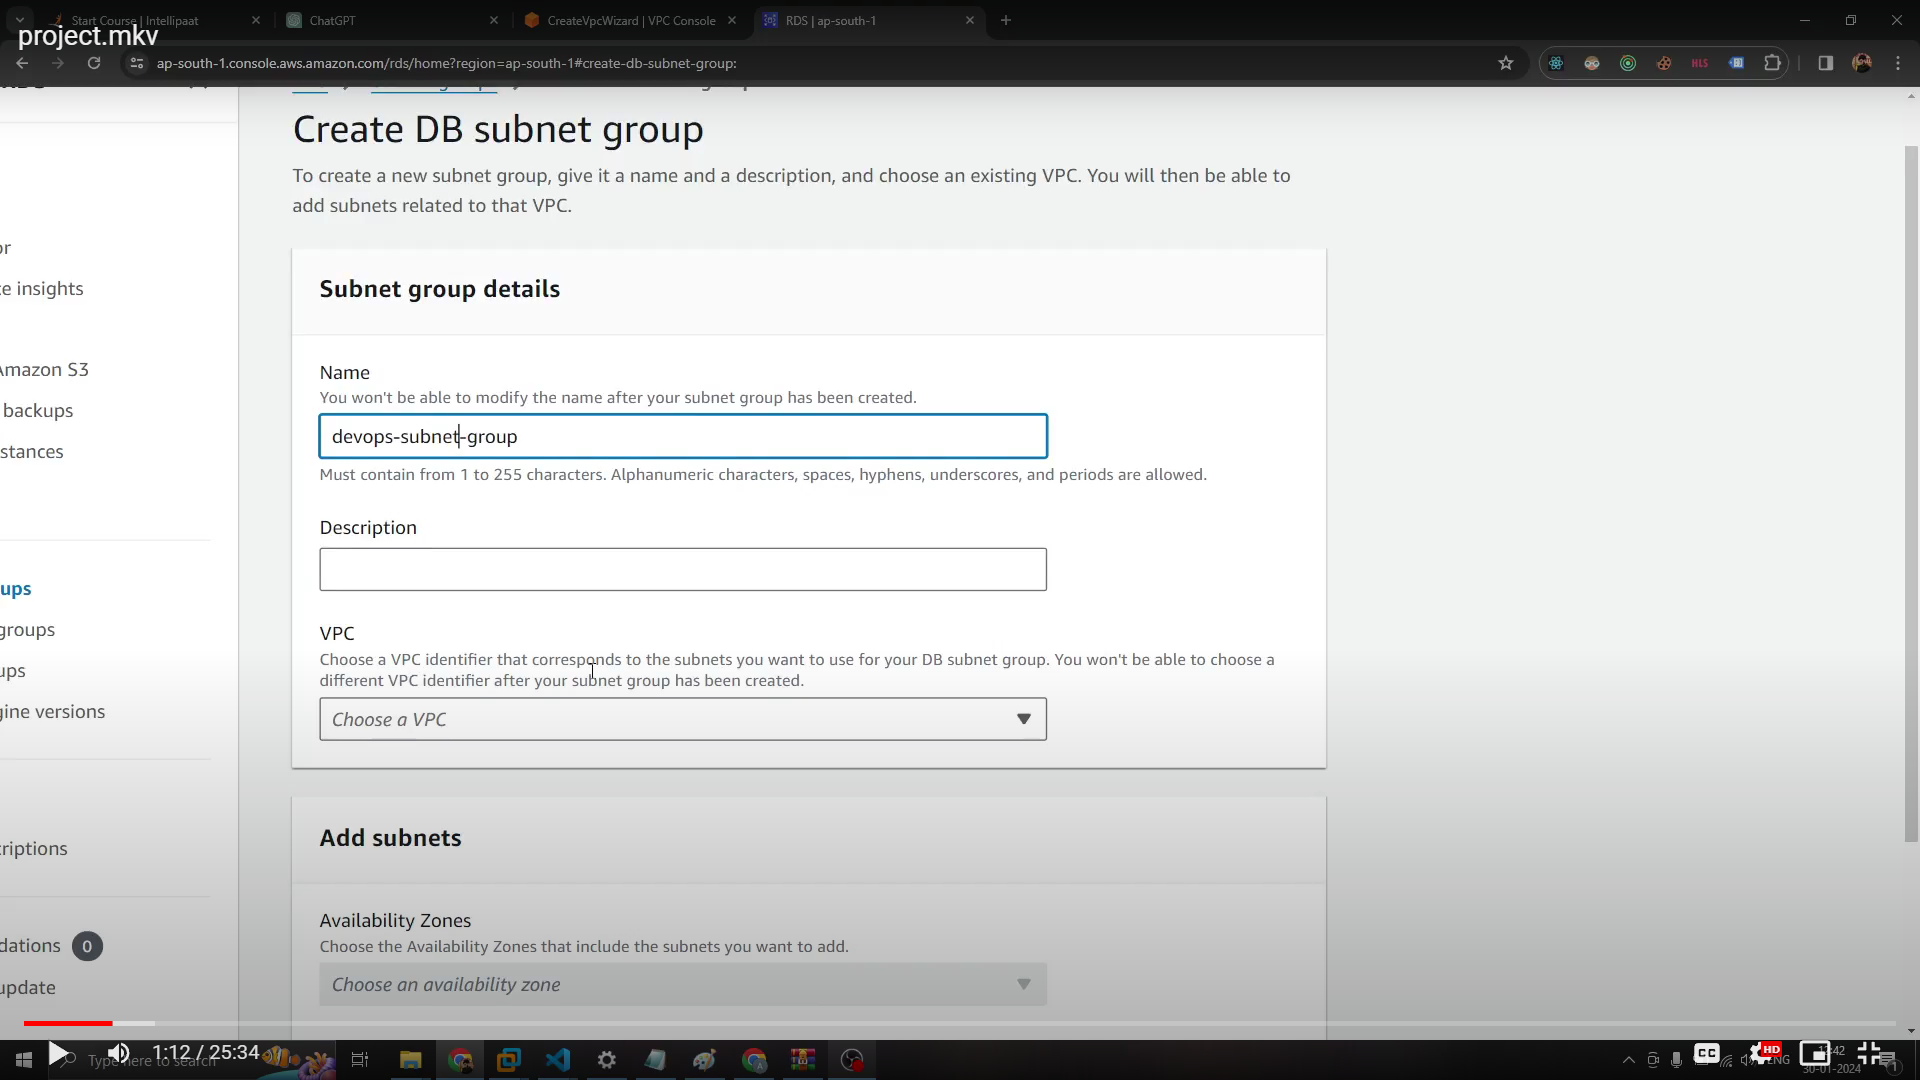 Start Course | Intellipaat
ChatGPT
CreateVpcWizard | VPC Console
RDS | ap-south-1
project.mkv
ap-south-1.console.aws.amazon.com/rds/home?region=ap-south-1#create-db-subnet-group:
HLS
Create DB subnet group
To create a new subnet group, give it a name and a description, and choose an existing VPC. You will then be able to
add subnets related to that VPC.
or
ce insights
Amazon S3
backups
stances
ups
groups
ups
gine versions
criptions
dations 0
update
Subnet group details
Name
You won't be able to modify the name after your subnet group has been created.
devops-subnet-group
Must contain from 1 to 255 characters. Alphanumeric characters, spaces, hyphens, underscores, and periods are allowed.
Description
VPC
Choose a VPC identifier that corresponds to the subnets you want to use for your DB subnet group. You won't be able to choose a
different VPC identifier after your subnet group has been created.
Choose a VPC
Add subnets
Availability Zones
Choose the Availability Zones that include the subnets you want to add.
Choose an availability zone
1:12 / 25:34
Type here to search
CC
HD
ENG
30-01-2024